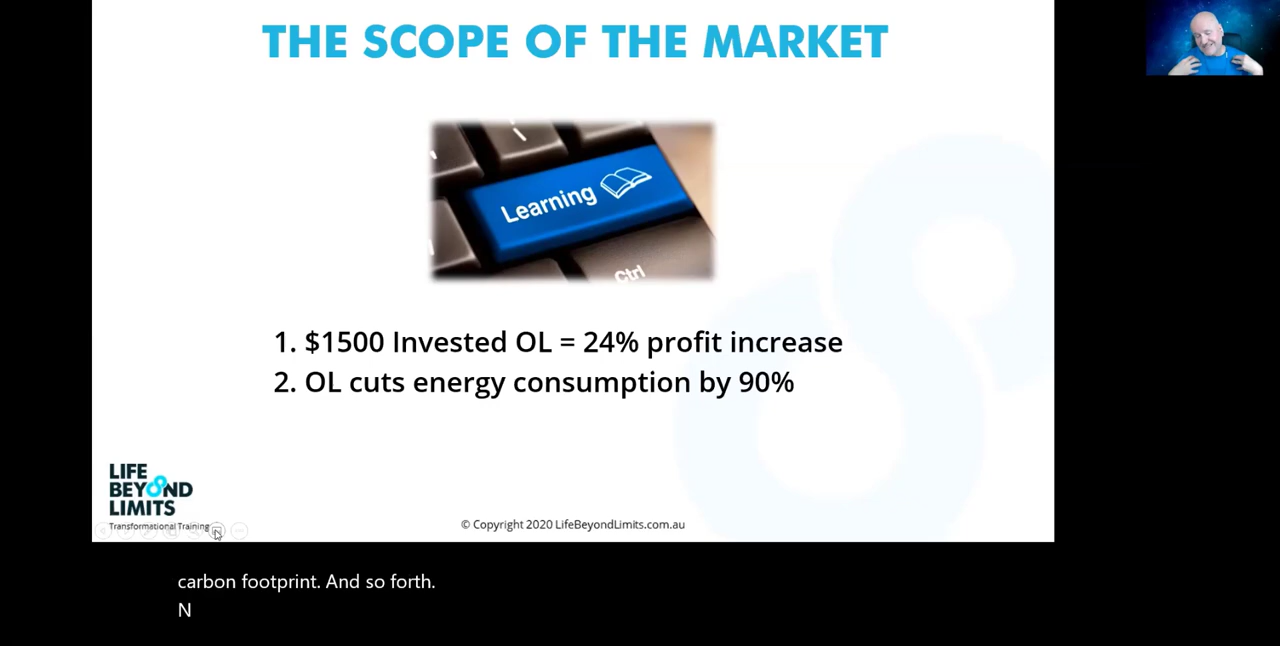 THE SCOPE OF THE MARKET
Learning
Ctrl
1. $1500 Invested OL = 24% profit increase
2. OL cuts energy consumption by 90%
LIFE
BEYOND
LIMITS
Transformational Training
© Copyright 2020 LifeBeyondLimits.com.au
carbon footprint. And so forth.
N